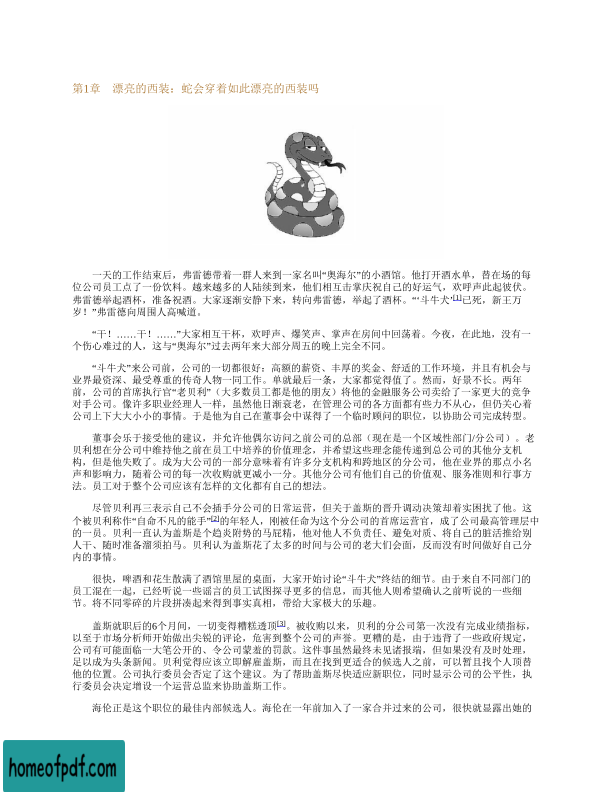 第1章 漂亮的西装：蛇会穿着如此漂亮的西装吗
一天的工作结束后，弗雷德带着一群人来到一家名叫“奥海尔”的小酒馆。他打开酒水单，替在场的每
位公司员工点了一份饮料。越来越多的人陆续到来，他们相互击掌庆祝自己的好运气，欢呼声此起彼伏。
弗雷德举起酒杯，准备祝酒。大家逐渐安静下来，转向弗雷德，举起了酒杯。“‘斗牛犬’[1]已死，新王万
岁！”弗雷德向周围人高喊道。
“干！……干！……”大家相互干杯，欢呼声、爆笑声、掌声在房间中回荡着。今夜，在此地，没有一
个伤心难过的人，这与“奥海尔”过去两年来大部分周五的晚上完全不同。
“斗牛犬”来公司前，公司的一切都很好：高额的薪资、丰厚的奖金、舒适的工作环境，并且有机会与
业界最资深、最受尊重的传奇人物一同工作。单就最后一条，大家都觉得值了。然而，好景不长。两年
前，公司的首席执行官“老贝利”（大多数员工都是他的朋友）将他的金融服务公司卖给了一家更大的竞争
对手公司。像许多职业经理人一样，虽然他日渐衰老，在管理公司的各方面都有些力不从心，但仍关心着
公司上下大大小小的事情。于是他为自己在董事会中谋得了一个临时顾问的职位，以协助公司完成转型。
董事会乐于接受他的建议，并允许他偶尔访问之前公司的总部（现在是一个区域性部门/分公司）。老
贝利想在分公司中维持他之前在员工中培养的价值理念，并希望这些理念能传递到总公司的其他分支机
构，但是他失败了。成为大公司的一部分意味着有许多分支机构和跨地区的分公司，他在业界的那点小名
声和影响力，随着公司的每一次收购就更减小一分。其他分公司有他们自己的价值观、服务准则和行事方
法。员工对于整个公司应该有怎样的文化都有自己的想法。
尽管贝利再三表示自己不会插手分公司的日常运营，但关于盖斯的晋升调动决策却着实困扰了他。这
个被贝利称作“自命不凡的能手”[2]的年轻人，刚被任命为这个分公司的首席运营官，成了公司最高管理层中
的一员。贝利一直认为盖斯是个趋炎附势的马屁精，他对他人不负责任、避免对质、将自己的脏活推给别
人干、随时准备溜须拍马。贝利认为盖斯花了太多的时间与公司的老大们会面，反而没有时间做好自己分
内的事情。
很快，啤酒和花生散满了酒馆里屋的桌面，大家开始讨论“斗牛犬”终结的细节。由于来自不同部门的
员工混在一起，已经听说一些谣言的员工试图探寻更多的信息，而其他人则希望确认之前听说的一些细
节。将不同零碎的片段拼凑起来得到事实真相，带给大家极大的乐趣。
盖斯就职后的6个月间，一切变得糟糕透顶[3]。被收购以来，贝利的分公司第一次没有完成业绩指标，
以至于市场分析师开始做出尖锐的评论，危害到整个公司的声誉。更糟的是，由于违背了一些政府规定，
公司有可能面临一大笔公开的、令公司蒙羞的罚款。这件事虽然最终未见诸报端，但如果没有及时处理，
足以成为头条新闻。贝利觉得应该立即解雇盖斯，而且在找到更适合的候选人之前，可以暂且找个人顶替
他的位置。公司执行委员会否定了这个建议。为了帮助盖斯尽快适应新职位，同时显示公司的公平性，执
行委员会决定增设一个运营总监来协助盖斯工作。
海伦正是这个职位的最佳内部候选人。海伦在一年前加入了一家合并过来的公司，很快就显露出她的
homeofpdf.com